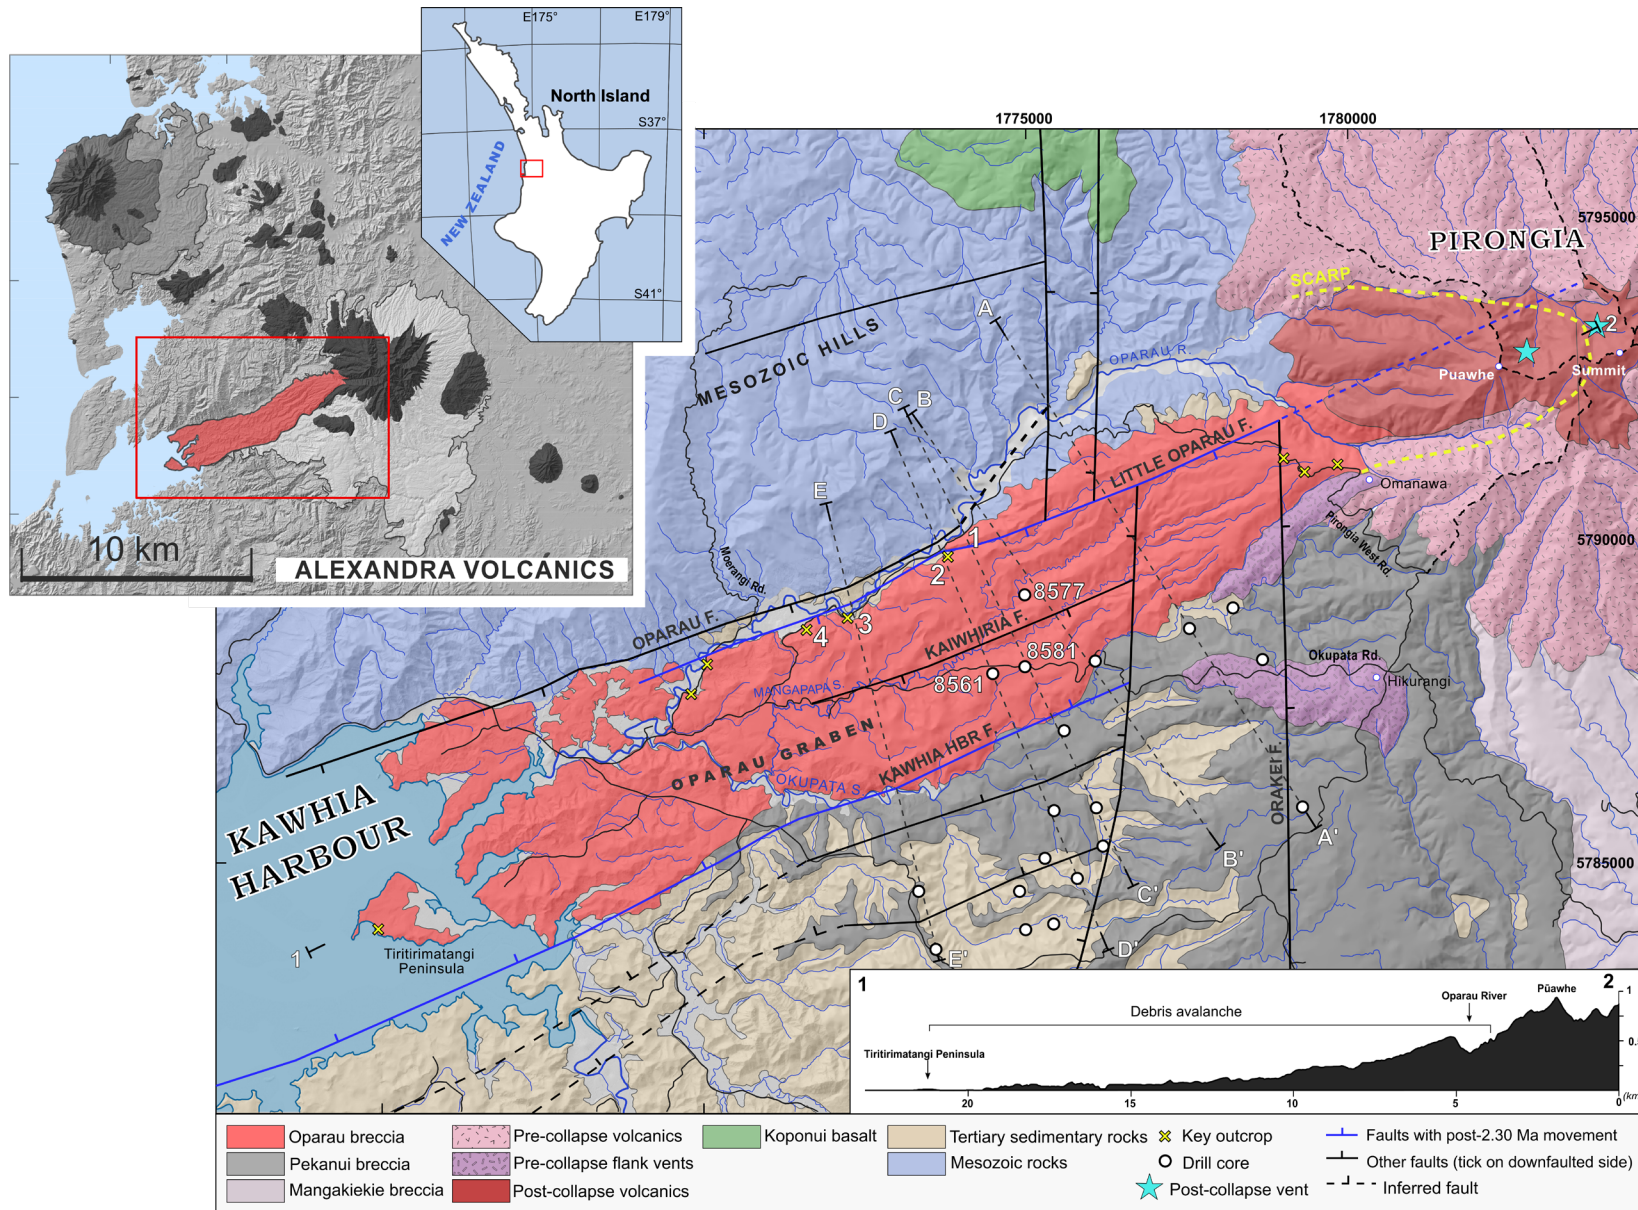 E175°
E179°
North Island
S37°
NEW ZEALAND
S41°
10 km
ALEXANDRA VOLCANICS
1775000
1780000
5795000
PIRONGIA
SCARP
A
MESOZOIC HILLS
OPARAU R.
2
Puawhe
Summit
C
B
D
LITTLE OPARAU F.
E
Omanawa
1
Pirongia West Rd.
5790000
Moerangi Rd.
2
8577
3
4
OPARAU F.
KAIWHIRIA F.
8581
Okupata Rd.
8561
MANGAPAPA S.
Hikurangi
OPARAU GRABEN
KAWHIA HBR F.
OKUPATA S.
ORAKEI F.
KAWHIA
HARBOUR
A'
B'
5785000
C'
D'
E'
1
Tiritirimatangi
Peninsula
1
2
1
Debris avalanche
Oparau River
Pūawhe
0.
Tiritirimatangi Peninsula
20
15
10
5
0
(km
Oparau breccia
Pekanui breccia
Mangakiekie breccia
Pre-collapse volcanics
Pre-collapse flank vents
Post-collapse volcanics
Koponui basalt
Tertiary sedimentary rocks
Mesozoic rocks
Key outcrop
Drill core
Post-collapse vent
Faults with post-2.30 Ma movement
Other faults (tick on downfaulted side)
Inferred fault